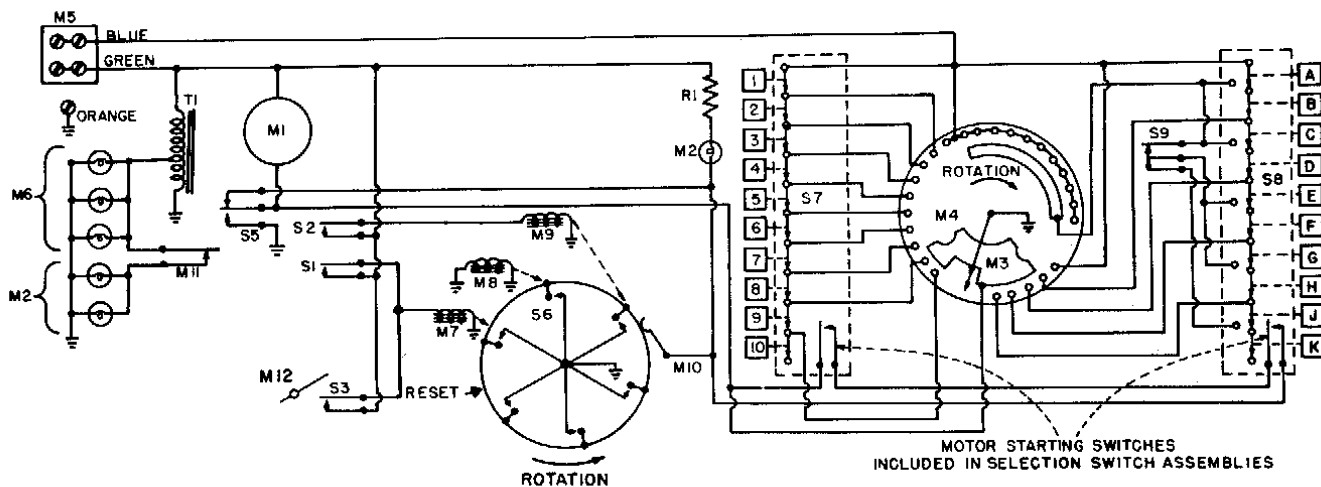 M5
BLUE
GREEN
ORANGE
T1
M1
R1
M2
M6
M2
M11
S5
S2
S1
M9
M8
M7
S6
M10
M12
S3
RESET
ROTATION
1
2
3
4
5
6
7
8
9
10
S7
ROTATION
M4
M3
S9
S8
A
B
C
D
E
F
G
H
J
K
MOTOR STARTING SWITCHES
INCLUDED IN SELECTION SWITCH ASSEMBLIES